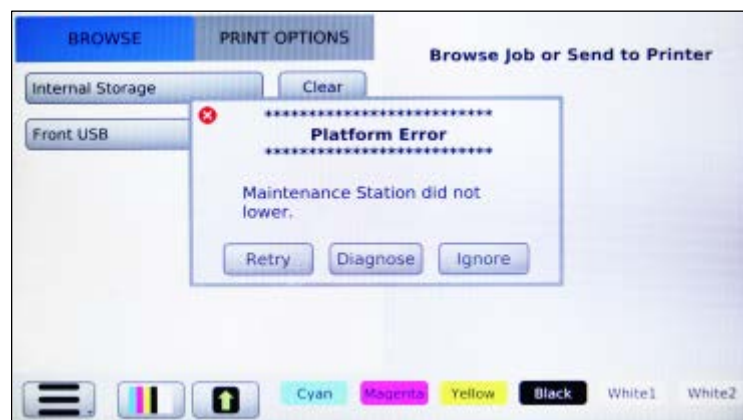 BROWSE
PRINT OPTIONS
Browse Job or Send to Printer
Internal Storage
Clear
Front USB
***************************
Platform Error
***************************
Maintenance Station did not
lower.
Retry
Diagnose
Ignore
Cyan
Magenta
Yellow
Black
White1
White2